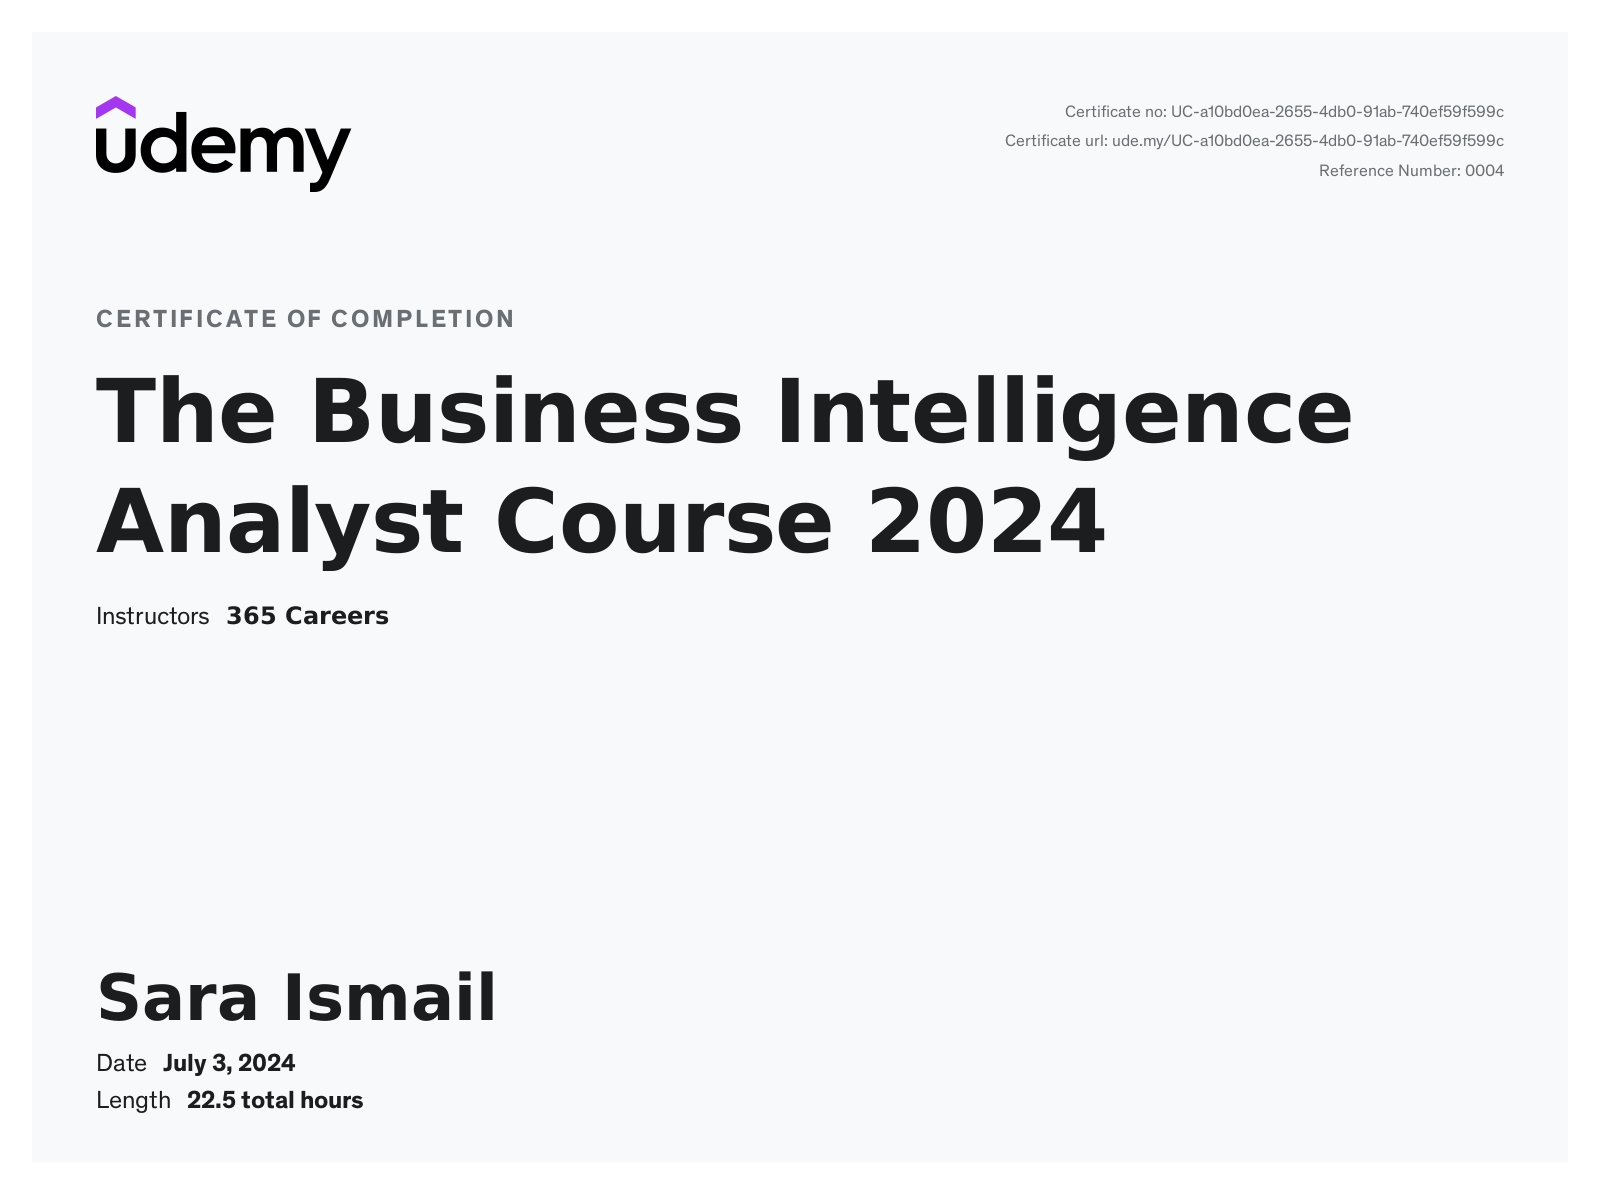 udemy
Certificate no: UC-a10bd0ea-2655-4db0-91ab-740ef59f599c
Certificate url: ude.my/UC-a10bd0ea-2655-4db0-91ab-740ef59f599c
Reference Number: 0004
CERTIFICATE OF COMPLETION
The Business Intelligence
Analyst Course 2024
Instructors 365 Careers
Sara Ismail
Date July 3, 2024
Length 22.5 total hours